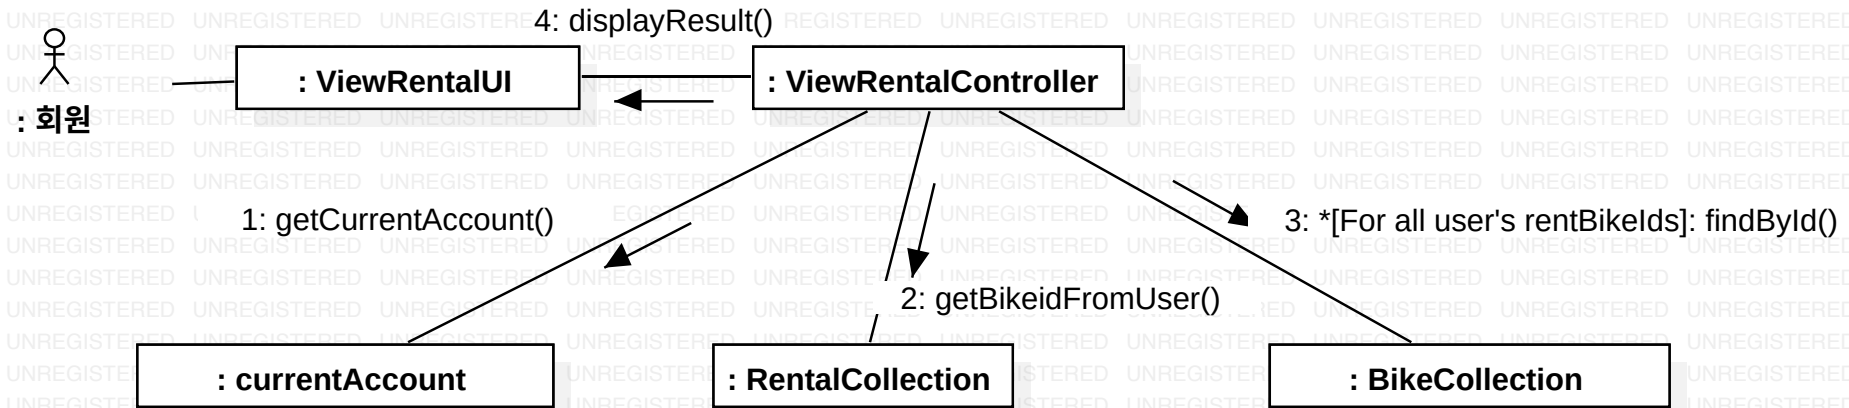 4: displayResult()
: ViewRentalUI
: ViewRentalController
: 회원
1: getCurrentAccount()
3: *[For all user's rentBikeIds]: findById()
2: getBikeidFromUser()
: currentAccount
: RentalCollection
: BikeCollection
UNREGISTERED